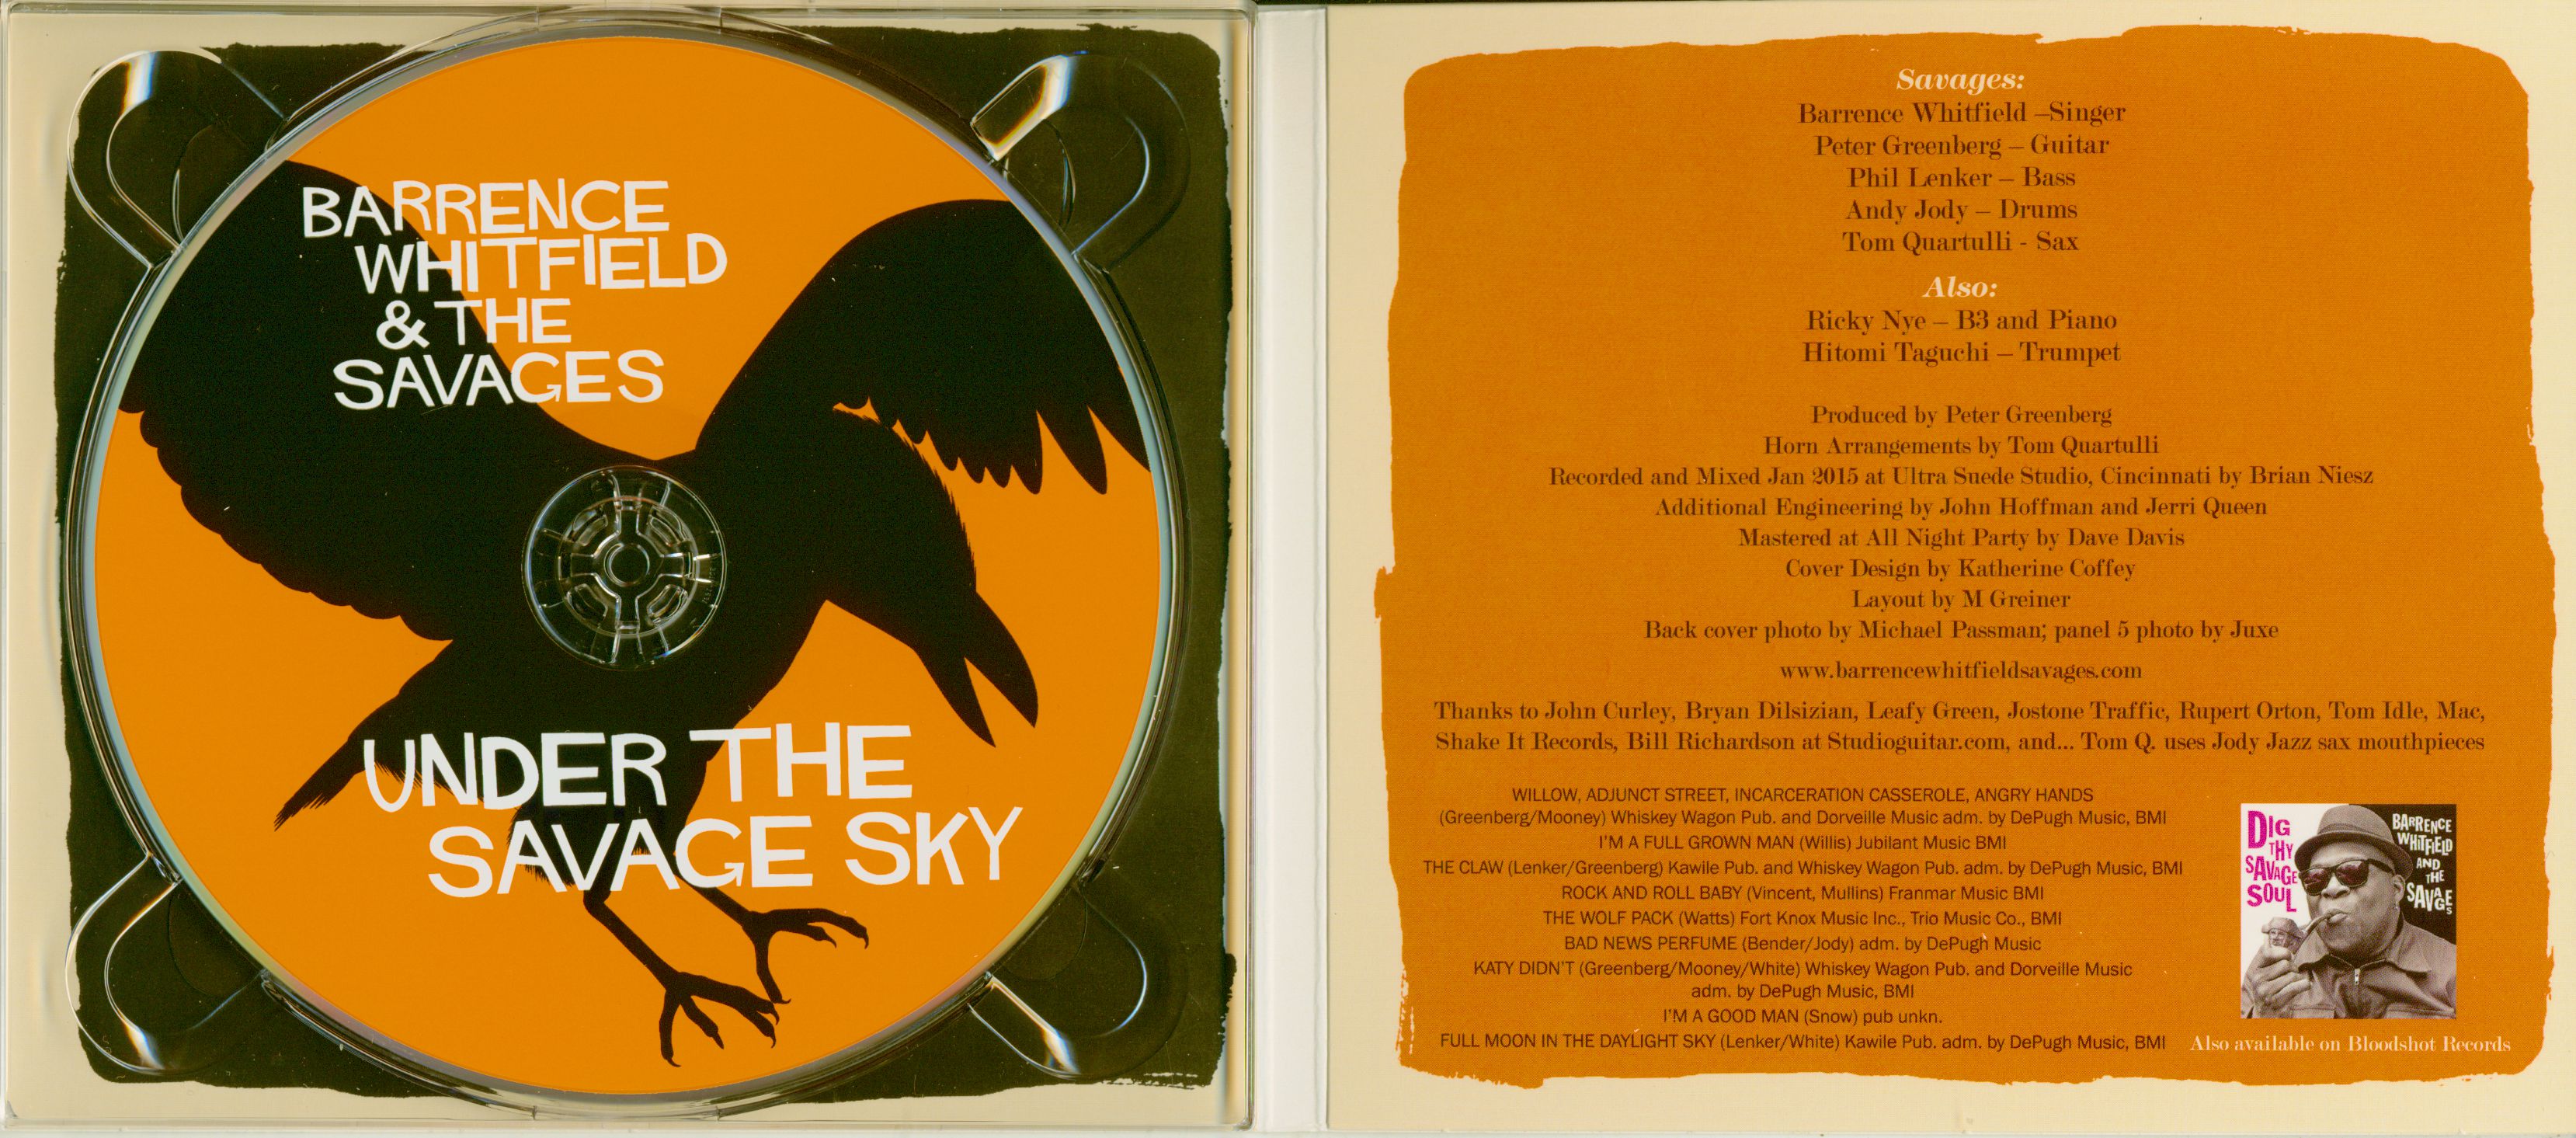 BARRENCE
WHITFIELD
& THE
SAVAGES
UNDER THE
SAVAGE SKY
Savages:
Barrence Whitfield –Singer
Peter Greenberg – Guitar
Phil Lenker – Bass
Andy Jody – Drums
Tom Quartulli - Sax
Also:
Ricky Nye – B3 and Piano
Hitomi Taguchi – Trumpet
Produced by Peter Greenberg
Horn Arrangements by Tom Quartulli
Recorded and Mixed Jan 2015 at Ultra Suede Studio, Cincinnati by Brian Niesz
Additional Engineering by John Hoffman and Jerri Queen
Mastered at All Night Party by Dave Davis
Cover Design by Katherine Coffey
Layout by M Greiner
Back cover photo by Michael Passman; panel 5 photo by Juxe
www.barrencewhitfieldsavages.com
Thanks to John Curley, Bryan Dilsizian, Leafy Green, Jostone Traffic, Rupert Orton, Tom Idle, Mac,
Shake It Records, Bill Richardson at Studioguitar.com, and... Tom Q. uses Jody Jazz sax mouthpieces
WILLOW, ADJUNCT STREET, INCARCERATION CASSEROLE, ANGRY HANDS
(Greenberg/Mooney) Whiskey Wagon Pub. and Dorveille Music adm. by DePugh Music, BMI
I'M A FULL GROWN MAN (Willis) Jubilant Music BMI
THE CLAW (Lenker/Greenberg) Kawile Pub. and Whiskey Wagon Pub. adm. by DePugh Music, BMI
ROCK AND ROLL BABY (Vincent, Mullins) Franmar Music BMI
THE WOLF PACK (Watts) Fort Knox Music Inc., Trio Music Co., BMI
BAD NEWS PERFUME (Bender/Jody) adm. by DePugh Music
KATY DIDN'T (Greenberg/Mooney/White) Whiskey Wagon Pub. and Dorveille Music
adm. by DePugh Music, BMI
I'M A GOOD MAN (Snow) pub unkn.
FULL MOON IN THE DAYLIGHT SKY (Lenker/White) Kawile Pub. adm. by DePugh Music, BMI
DIG
THY
SAVAGE
SOUL
BARRENCE
WHITFIELD
AND
THE
SAVAGES
Also available on Bloodshot Records